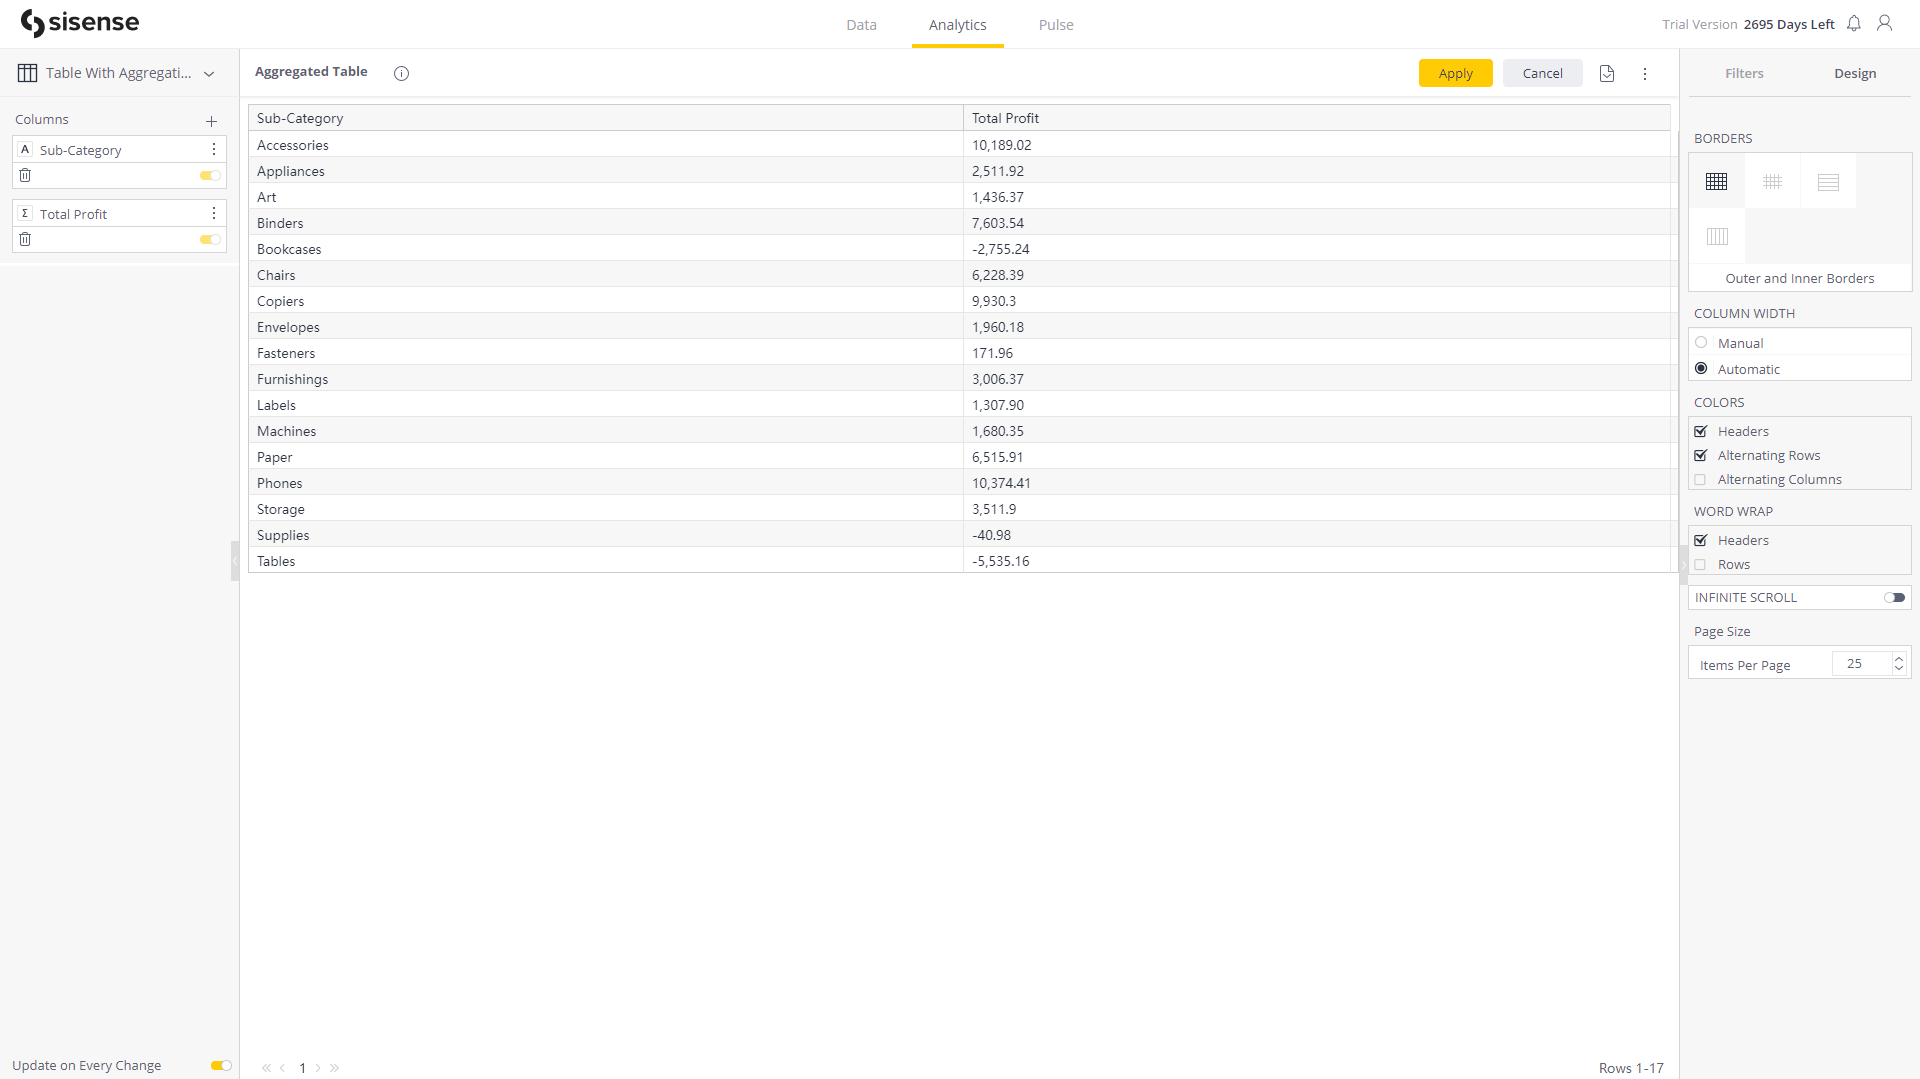 sisense
Data Analytics Pulse
Trial Version 2695 Days Left
Table With Aggregati...
Columns
A Sub-Category
Σ Total Profit
Update on Every Change
Aggregated Table
Apply Cancel
Sub-Category Total Profit
Accessories 10,189.02
Appliances 2,511.92
Art 1,436.37
Binders 7,603.54
Bookcases -2,755.24
Chairs 6,228.39
Copiers 9,930.3
Envelopes 1,960.18
Fasteners 171.96
Furnishings 3,006.37
Labels 1,307.90
Machines 1,680.35
Paper 6,515.91
Phones 10,374.41
Storage 3,511.9
Supplies -40.98
Tables -5,535.16
« ‹ 1 › »
Rows 1-17
Filters Design
BORDERS
Outer and Inner Borders
COLUMN WIDTH
Manual
Automatic
COLORS
Headers
Alternating Rows
Alternating Columns
WORD WRAP
Headers
Rows
INFINITE SCROLL
Page Size
Items Per Page 25